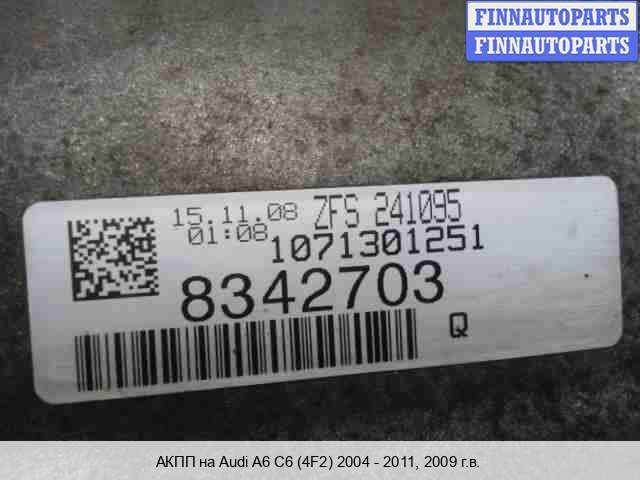 FINNAUTOPARTS
FINNAUTOPARTS
15.11.08 ZFS 241095
01:08 1071301251
8342703
Q
АКПП на Audi A6 C6 (4F2) 2004 - 2011, 2009 г.в.